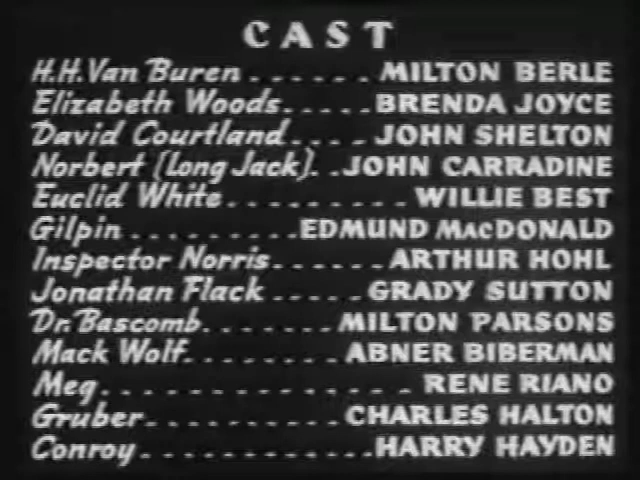 CAST
H.H. Van Buren . . . . . . MILTON BERLE
Elizabeth Woods. . . . . BRENDA JOYCE
David Courtland. . . . JOHN SHELTON
Norbert (Long Jack). . JOHN CARRADINE
Euclid White. . . . . . . . . WILLIE BEST
Gilpin . . . . . . . . . EDMUND MacDONALD
Inspector Norris. . . . . . ARTHUR HOHL
Jonathan Flack . . . . . GRADY SUTTON
Dr. Bascomb. . . . . . . MILTON PARSONS
Mack Wolf. . . . . . . . ABNER BIBERMAN
Meg. . . . . . . . . . . . . . . RENE RIANO
Gruber. . . . . . . . . . CHARLES HALTON
Conroy . . . . . . . . . . . . HARRY HAYDEN